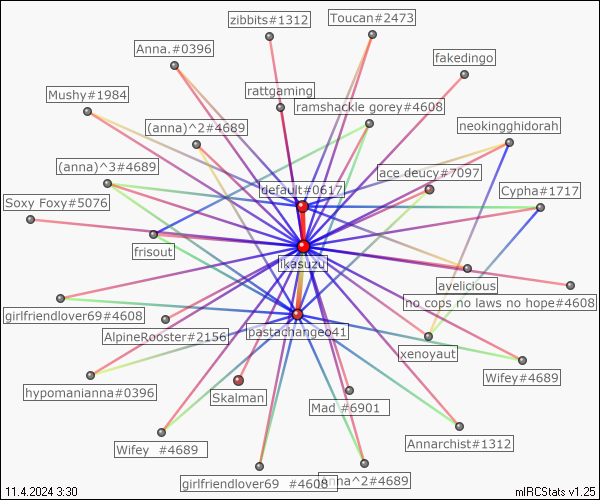 zibbits#1312
Toucan#2473
Anna.#0396
fakedingo
Mushy#1984
rattgaming
ramshackle gorey#4608
(anna)^2#4689
neokingghidorah
(anna)^3#4689
ace deucy#7097
default#0617
Cypha#1717
Soxy Foxy#5076
frisout
ikasuzu
avelicious
no cops no laws no hope#4608
girlfriendlover69#4608
AlpineRooster#2156
pastachangeo41
xenoyaut
hypomanianna#0396
Skalman
Mad #6901
Wifey#4689
Wifey  #4689
Annarchist#1312
girlfriendlover69  #4608
anna^2#4689
11.4.2024 3:30
mIRCStats v1.25